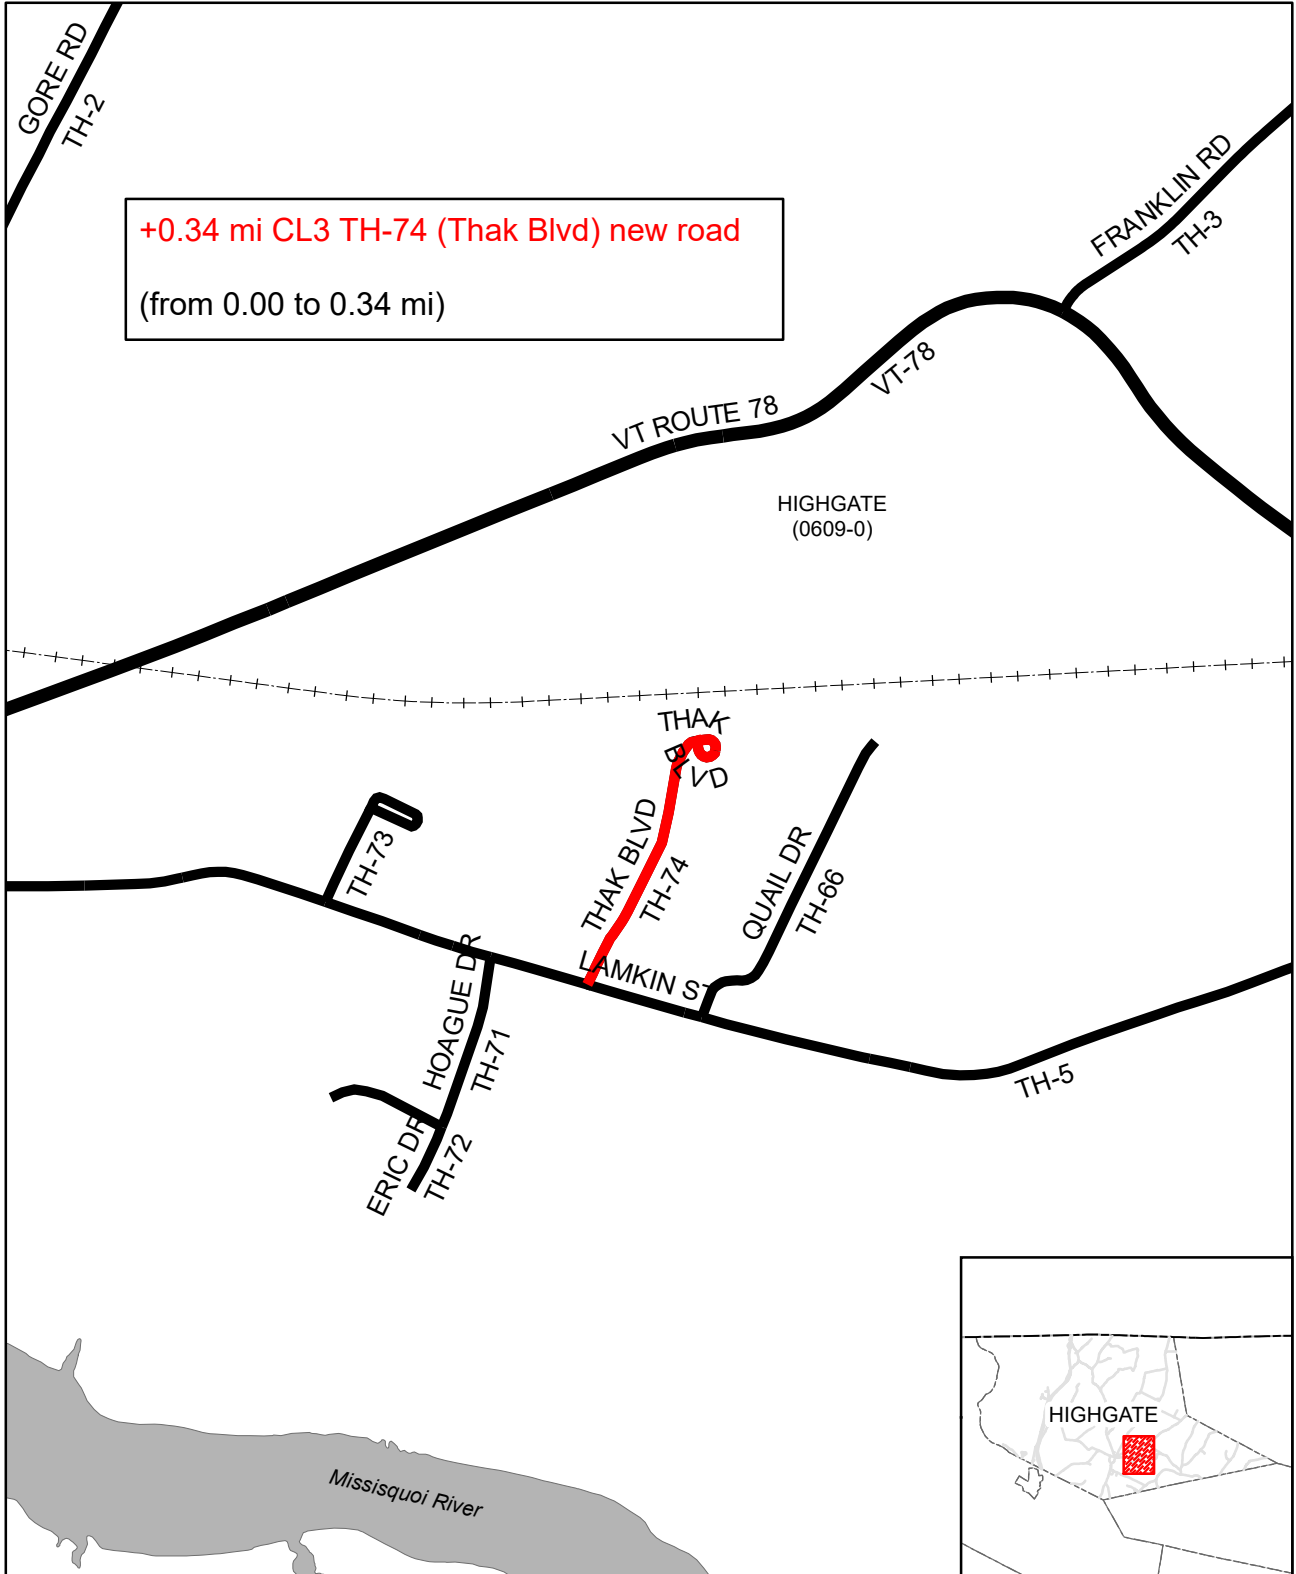 GORE RD
TH-2
+0.34 mi CL3 TH-74 (Thak Blvd) new road
(from 0.00 to 0.34 mi)
FRANKLIN RD
TH-3
VT ROUTE 78
VT-78
HIGHGATE
(0609-0)
THAK
BLVD
THAK BLVD
TH-74
TH-73
QUAIL DR
TH-66
LAMKIN ST
HOAGUE DR
TH-71
TH-5
ERIC DR
TH-72
Missisquoi River
HIGHGATE